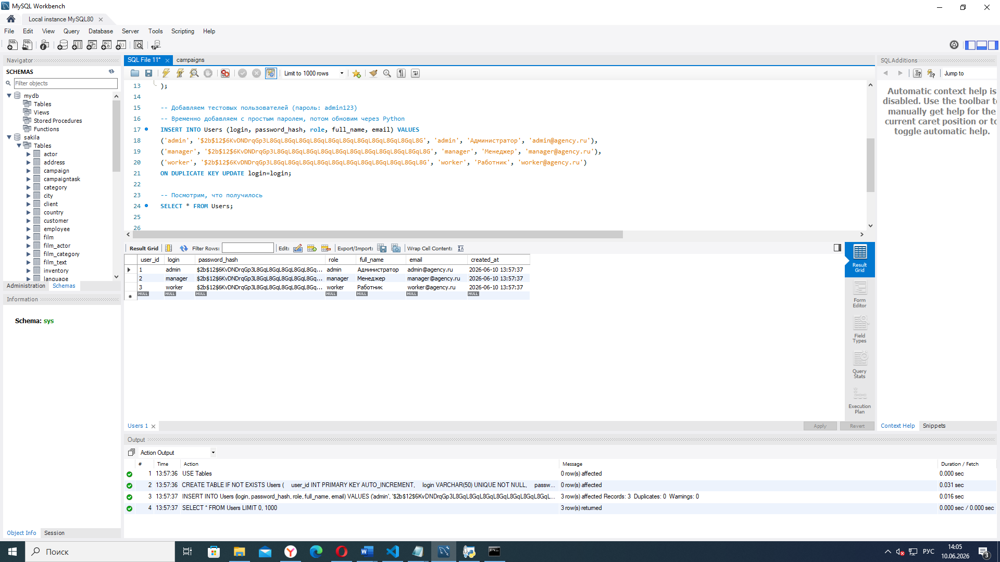 MySQL Workbench
Local instance MySQL80
File Edit View Query Database Server Tools Scripting Help
Navigator
SCHEMAS
Filter objects
mydb
Tables
Views
Stored Procedures
Functions
sakila
Tables
actor
address
campaign
campaigntask
category
city
client
country
customer
employee
film
film_actor
film_category
film_text
inventory
language
Administration Schemas
Information
Schema: sys
Object Info Session
SQL File 11* campaigns
Limit to 1000 rows
13 );
14
15 -- Добавляем тестовых пользователей (пароль: admin123)
16 -- Временно добавляем с простым паролем, потом обновим через Python
17 INSERT INTO Users (login, password_hash, role, full_name, email) VALUES
18 ('admin', '$2b$12$6KvDNDrqGp3L8GqL8GqL8GqL8GqL8GqL8GqL8GqL8GqL8GqL8GqL8G', 'admin', 'Администратор', 'admin@agency.ru'),
19 ('manager', '$2b$12$6KvDNDrqGp3L8GqL8GqL8GqL8GqL8GqL8GqL8GqL8GqL8GqL8GqL8G', 'manager', 'Менеджер', 'manager@agency.ru'),
20 ('worker', '$2b$12$6KvDNDrqGp3L8GqL8GqL8GqL8GqL8GqL8GqL8GqL8GqL8GqL8GqL8G', 'worker', 'Работник', 'worker@agency.ru')
21 ON DUPLICATE KEY UPDATE login=login;
22
23 -- Посмотрим, что получилось
24 SELECT * FROM Users;
25
26
Result Grid Filter Rows: Edit: Export/Import: Wrap Cell Content:
user_id login password_hash role full_name email created_at
1 admin $2b$12$6KvDNDrqGp3L8GqL8GqL8GqL8GqL8Gq... admin Администратор admin@agency.ru 2026-06-10 13:57:37
2 manager $2b$12$6KvDNDrqGp3L8GqL8GqL8GqL8GqL8Gq... manager Менеджер manager@agency.ru 2026-06-10 13:57:37
3 worker $2b$12$6KvDNDrqGp3L8GqL8GqL8GqL8GqL8Gq... worker Работник worker@agency.ru 2026-06-10 13:57:37
NULL NULL NULL NULL NULL NULL NULL
Result Grid
Form Editor
Field Types
Query Stats
Execution Plan
Users 1
Apply Revert
SQLAdditions
Jump to
Automatic context help is
disabled. Use the toolbar to
manually get help for the
current caret position or to
toggle automatic help.
Context Help Snippets
Output
Action Output
# Time Action Message Duration / Fetch
1 13:57:36 USE Tables 0 row(s) affected 0.000 sec
2 13:57:36 CREATE TABLE IF NOT EXISTS Users ( user_id INT PRIMARY KEY AUTO_INCREMENT, login VARCHAR(50) UNIQUE NOT NULL, passw... 0 row(s) affected 0.031 sec
3 13:57:37 INSERT INTO Users (login, password_hash, role, full_name, email) VALUES ('admin', '$2b$12$6KvDNDrqGp3L8GqL8GqL8GqL8GqL8GqL8GqL8GqL... 3 row(s) affected Records: 3 Duplicates: 0 Warnings: 0 0.016 sec
4 13:57:37 SELECT * FROM Users LIMIT 0, 1000 3 row(s) returned 0.000 sec / 0.000 sec
Поиск
РУС
14:05
10.06.2026
3